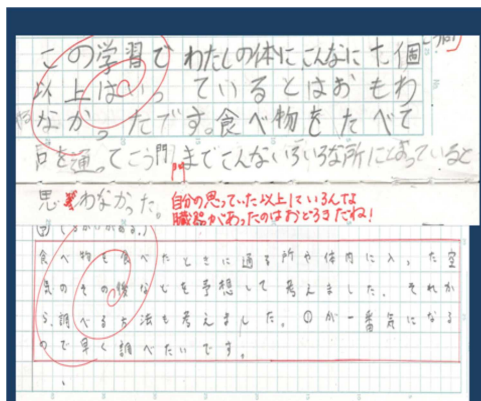 この学習でわたしの体にこんなに十個
以上はいっているとはおもわ
なかったです。食べ物をたべて
口を通ってこう門までこんないろいろな所にとおっていると
門
思わなかった。
自分の思っていた以上にいろんな
臓器があったのはおどろきだね!
食べ物を食べたときに通る所や体内に入った空
気のその後などを予想して考えました。それか
ら、調べる方法も考えました。①が一番気になる
ので早く調べたいです。